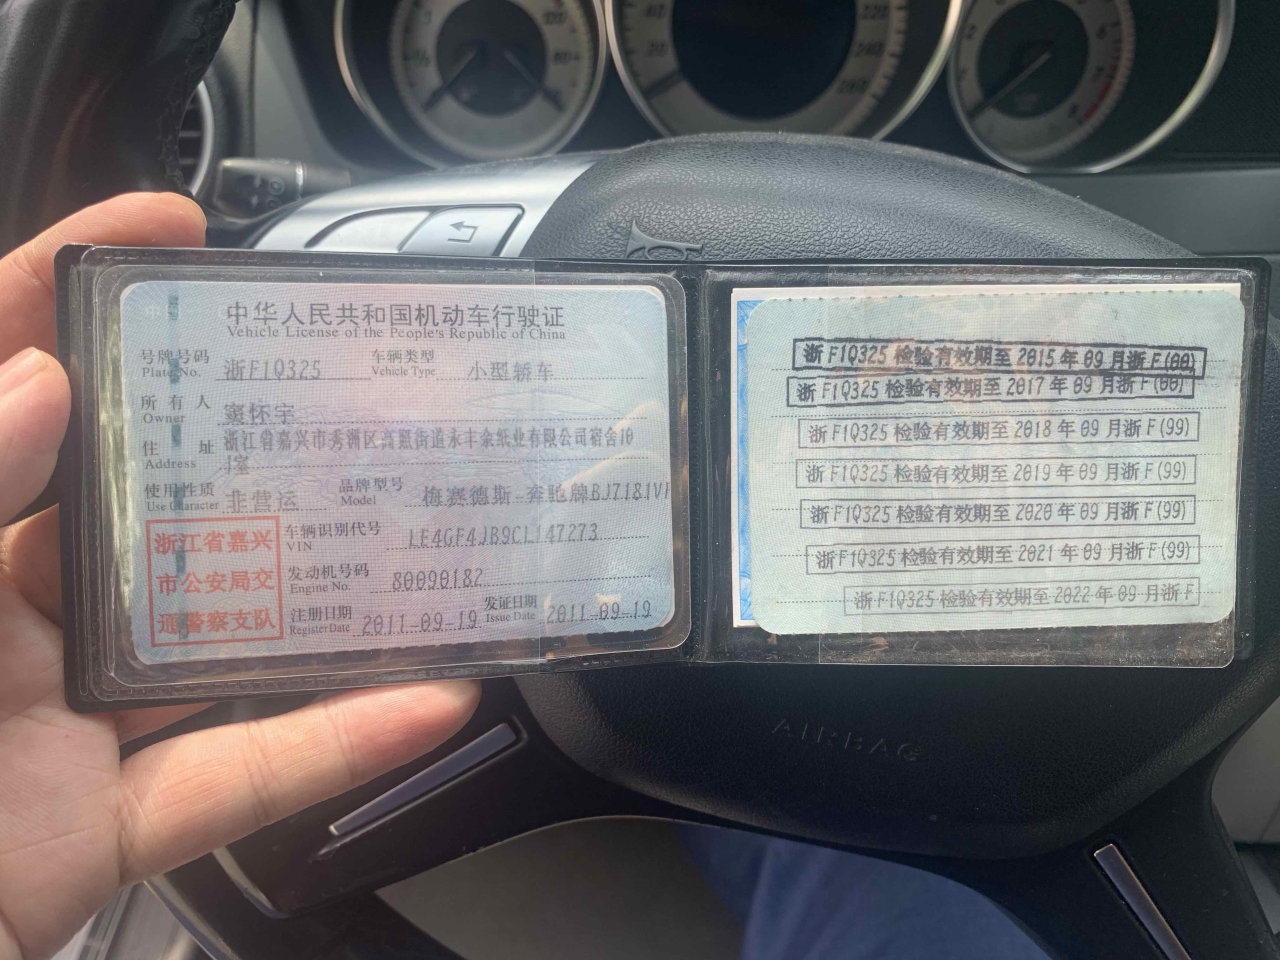 中华人民共和国机动车行驶证
Vehicle License of the People's Republic of China
号牌号码 浙F1Q325 车辆类型 小型轿车
Plate No. Vehicle Type
所有人 窦怀宇
Owner
住址 浙江省嘉兴市秀洲区高照街道永丰余纸业有限公司宿舍10
Address 1室
使用性质 非营运 品牌型号 梅赛德斯-奔驰牌BJ7181VF
Use Character Model
浙江省嘉兴
市公安局交
通警察支队
车辆识别代号 LE4GF4JB9CL147273
VIN
发动机号码 80090182
Engine No.
注册日期 2011-09-19 发证日期 2011-09-19
Register Date Issue Date
浙F1Q325 检验有效期至 2015 年 09 月浙F(00)
浙F1Q325 检验有效期至 2017 年 09 月浙F(00)
浙F1Q325 检验有效期至 2018 年 09 月浙F(99)
浙F1Q325 检验有效期至 2019 年 09 月浙F(99)
浙F1Q325 检验有效期至 2020 年 09 月浙F(99)
浙F1Q325 检验有效期至 2021 年 09 月浙F(99)
浙F1Q325 检验有效期至 2022 年 09 月浙F
AIRBAG
220
240
260